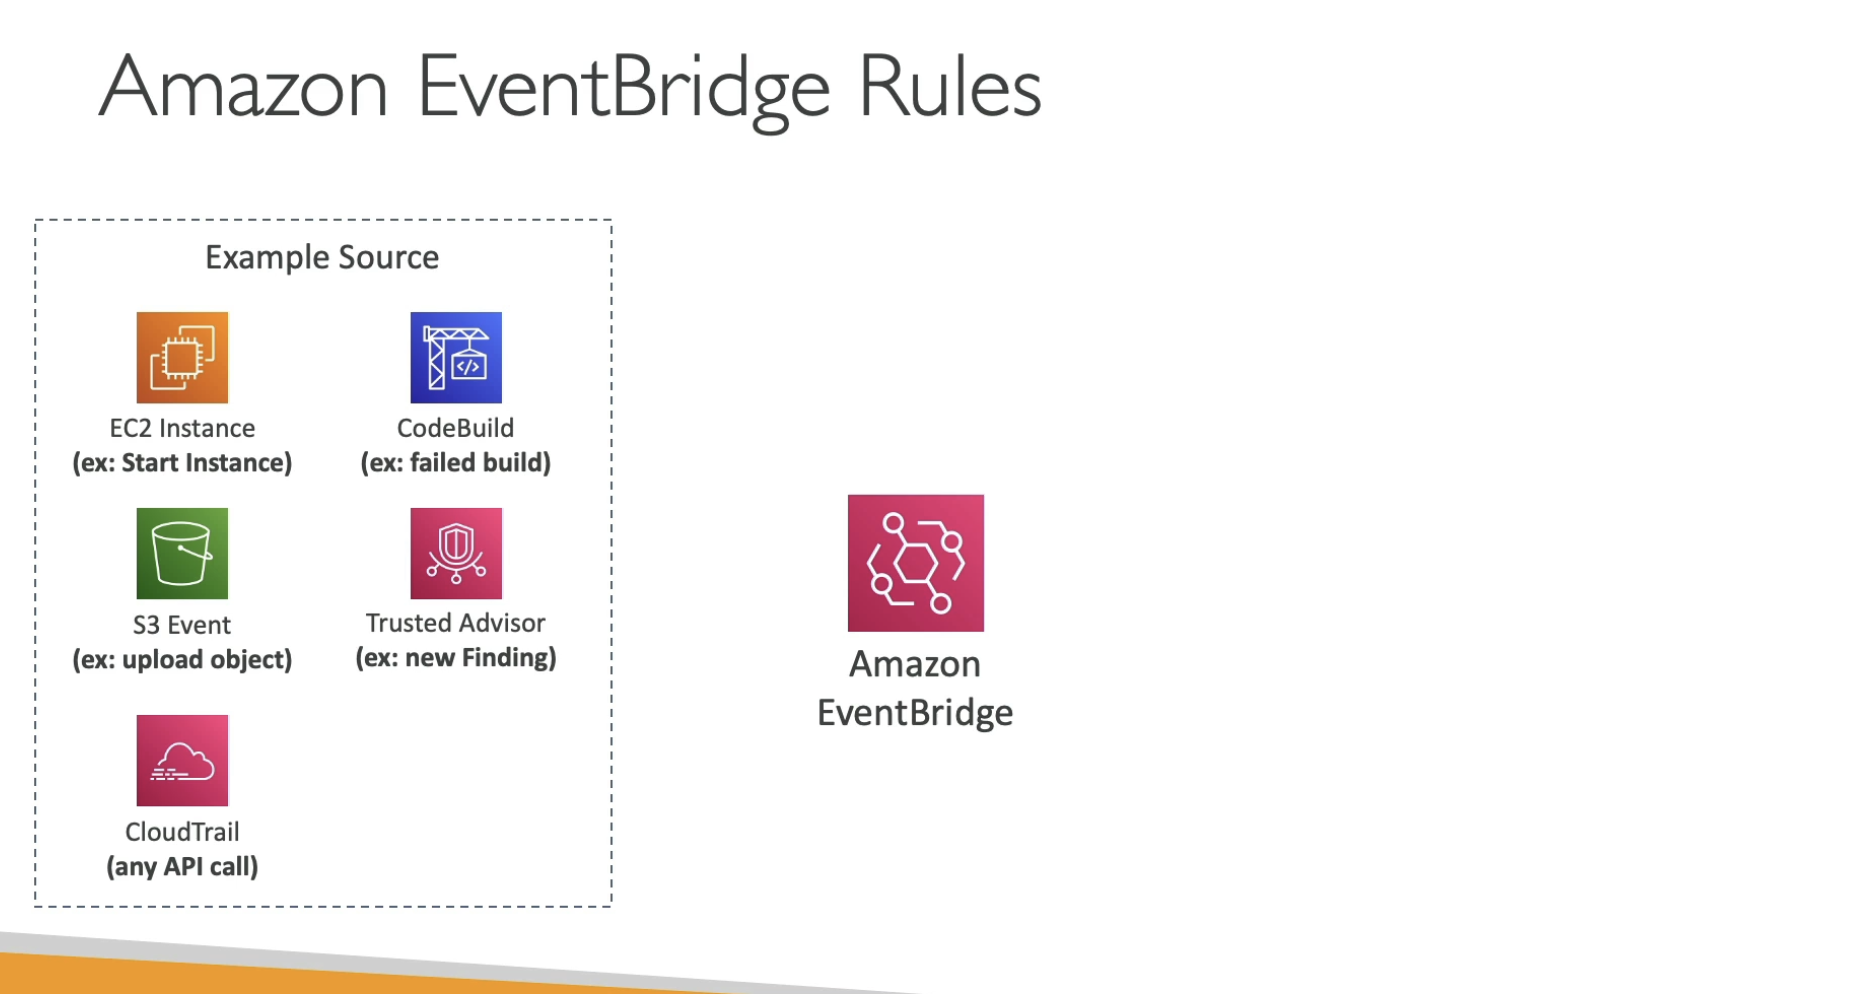 Amazon EventBridge Rules
Example Source
EC2 Instance
(ex: Start Instance)
CodeBuild
(ex: failed build)
S3 Event
(ex: upload object)
Trusted Advisor
(ex: new Finding)
CloudTrail
(any API call)
Amazon
EventBridge